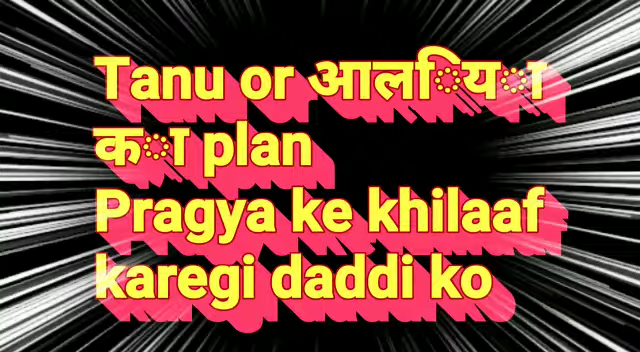 Tanu or आलिया
का plan
Pragya ke khilaaf
karegi daddi ko